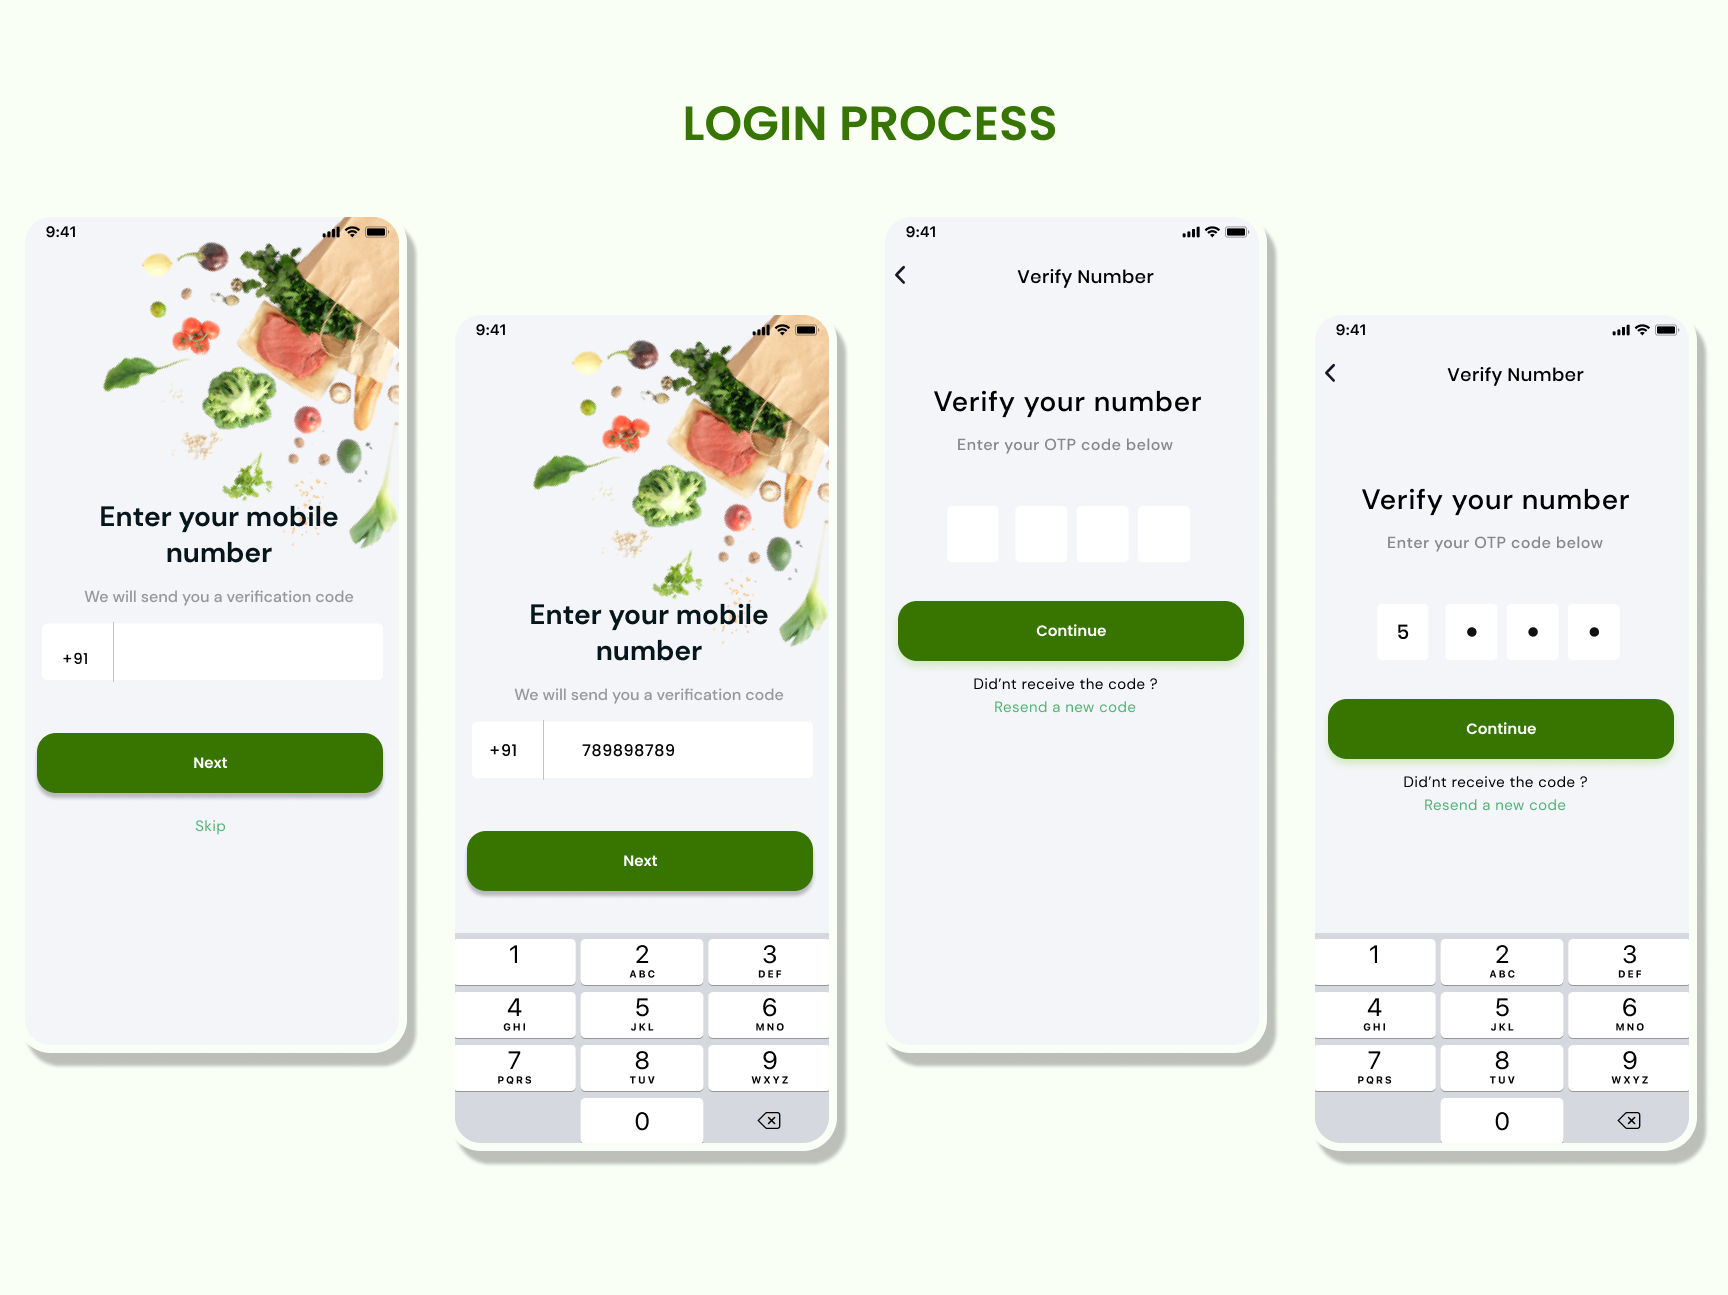 LOGIN PROCESS
9:41
Enter your mobile
number
We will send you a verification code
+91
Next
Skip
9:41
Enter your mobile
number
We will send you a verification code
+91 789898789
Next
1 2 3
ABC DEF
4 5 6
GHI JKL MNO
7 8 9
PQRS TUV WXYZ
0
9:41
Verify Number
Verify your number
Enter your OTP code below
Continue
Did’nt receive the code ?
Resend a new code
9:41
Verify Number
Verify your number
Enter your OTP code below
5 • • •
Continue
Did’nt receive the code ?
Resend a new code
1 2 3
ABC DEF
4 5 6
GHI JKL MNO
7 8 9
PQRS TUV WXYZ
0